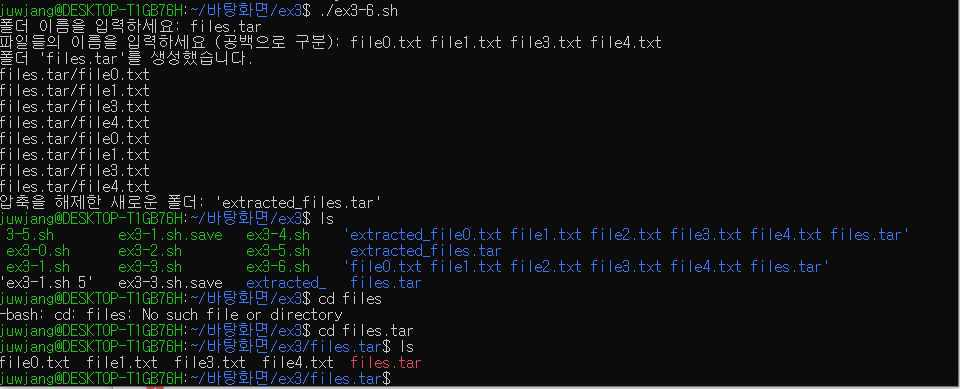 juwjang@DESKTOP-T1GB76H:~/바탕화면/ex3$ ./ex3-6.sh
폴더 이름을 입력하세요: files.tar
파일들의 이름을 입력하세요 (공백으로 구분): file0.txt file1.txt file3.txt file4.txt
폴더 'files.tar'를 생성했습니다.
files.tar/file0.txt
files.tar/file1.txt
files.tar/file3.txt
files.tar/file4.txt
files.tar/file0.txt
files.tar/file1.txt
files.tar/file3.txt
files.tar/file4.txt
압축을 해제한 새로운 폴더: 'extracted_files.tar'
juwjang@DESKTOP-T1GB76H:~/바탕화면/ex3$ ls
3-5.sh ex3-1.sh.save ex3-4.sh 'extracted_file0.txt file1.txt file2.txt file3.txt file4.txt files.tar'
ex3-0.sh ex3-2.sh ex3-5.sh extracted_files.tar
ex3-1.sh ex3-3.sh ex3-6.sh 'file0.txt file1.txt file2.txt file3.txt file4.txt files.tar'
'ex3-1.sh 5' ex3-3.sh.save extracted_ files.tar
juwjang@DESKTOP-T1GB76H:~/바탕화면/ex3$ cd files
-bash: cd: files: No such file or directory
juwjang@DESKTOP-T1GB76H:~/바탕화면/ex3$ cd files.tar
juwjang@DESKTOP-T1GB76H:~/바탕화면/ex3/files.tar$ ls
file0.txt file1.txt file3.txt file4.txt files.tar
juwjang@DESKTOP-T1GB76H:~/바탕화면/ex3/files.tar$